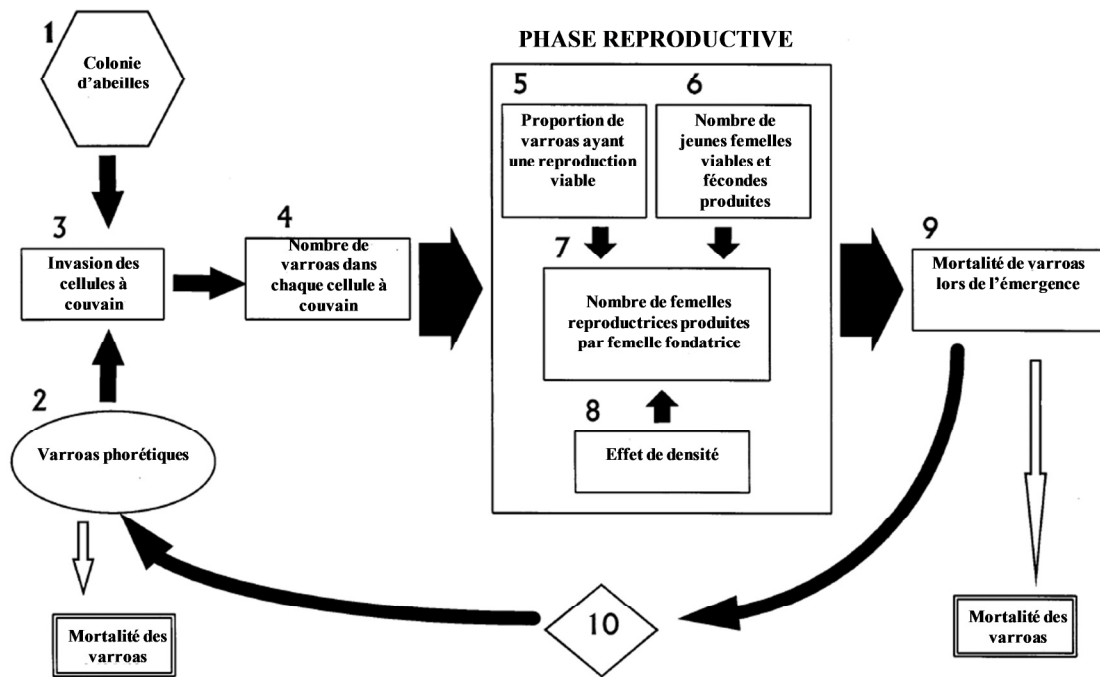 PHASE REPRODUCTIVE
1
Colonie
d'abeilles
5
Proportion de
varroas ayant
une reproduction
viable
6
Nombre de
jeunes femelles
viables et
fécondes
produites
3
Invasion des
cellules à
couvain
4
Nombre de
varroas dans
chaque cellule à
couvain
7
Nombre de femelles
reproductrices produites
par femelle fondatrice
9
Mortalité de varroas
lors de l'émergence
2
Varroas phorétiques
8
Effet de densité
10
Mortalité des
varroas
Mortalité des
varroas